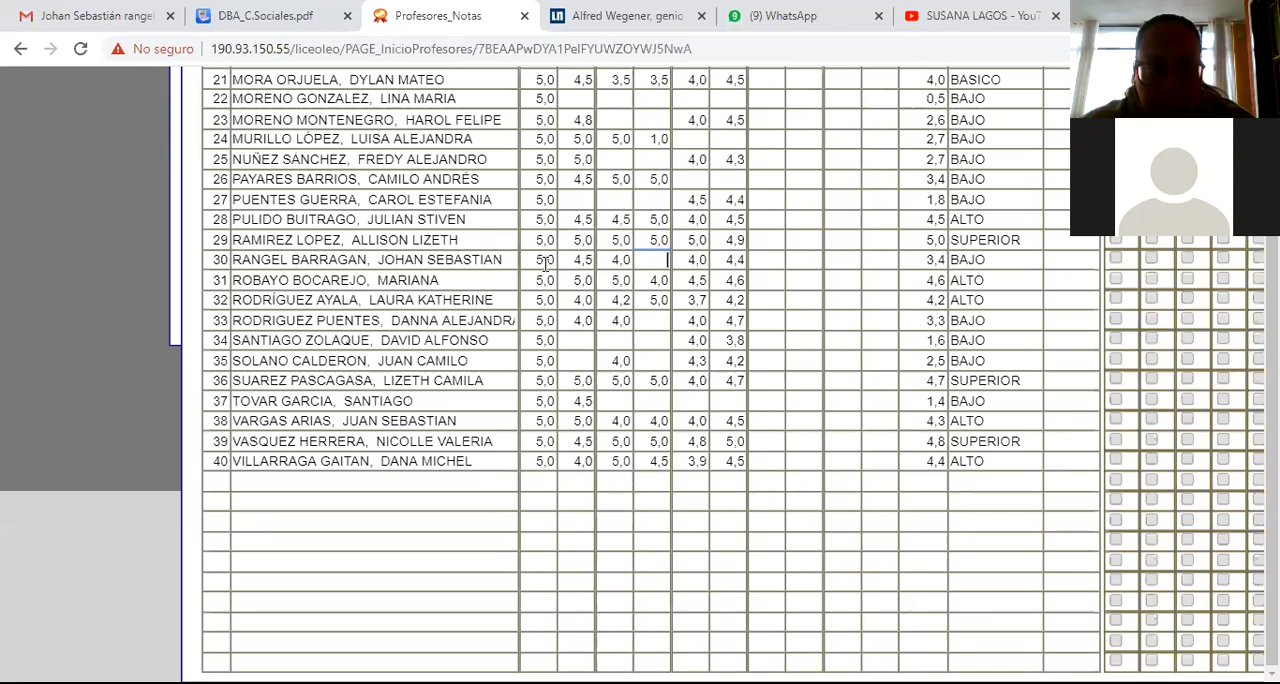 Johan Sebastián rangel
DBA_C.Sociales.pdf
Profesores_Notas
Alfred Wegener, genio
(9) WhatsApp
SUSANA LAGOS - YouT
No seguro
190.93.150.55/liceoleo/PAGE_InicioProfesores/7BEAAPwDYA1PeIFYUWZOYWJ5NwA
21 MORA ORJUELA, DYLAN MATEO 5,0 4,5 3,5 3,5 4,0 4,5 4,0 BASICO
22 MORENO GONZALEZ, LINA MARIA 5,0 0,5 BAJO
23 MORENO MONTENEGRO, HAROL FELIPE 5,0 4,8 4,0 4,5 2,6 BAJO
24 MURILLO LÓPEZ, LUISA ALEJANDRA 5,0 5,0 5,0 1,0 2,7 BAJO
25 NUÑEZ SÁNCHEZ, FREDY ALEJANDRO 5,0 5,0 4,0 4,3 2,7 BAJO
26 PAYARES BARRIOS, CAMILO ANDRÉS 5,0 4,5 5,0 5,0 3,4 BAJO
27 PUENTES GUERRA, CAROL ESTEFANIA 5,0 4,5 4,4 1,8 BAJO
28 PULIDO BUITRAGO, JULIAN STIVEN 5,0 4,5 4,5 5,0 4,0 4,5 4,5 ALTO
29 RAMIREZ LOPEZ, ALLISON LIZETH 5,0 5,0 5,0 5,0 5,0 4,9 5,0 SUPERIOR
30 RANGEL BARRAGAN, JOHAN SEBASTIAN 5,0 4,5 4,0 4,0 4,4 3,4 BAJO
31 ROBAYO BOCAREJO, MARIANA 5,0 5,0 5,0 4,0 4,5 4,6 4,6 ALTO
32 RODRÍGUEZ AYALA, LAURA KATHERINE 5,0 4,0 4,2 5,0 3,7 4,2 4,2 ALTO
33 RODRIGUEZ PUENTES, DANNA ALEJANDRA 5,0 4,0 4,0 4,0 4,7 3,3 BAJO
34 SANTIAGO ZOLAQUE, DAVID ALFONSO 5,0 4,0 3,8 1,6 BAJO
35 SOLANO CALDERON, JUAN CAMILO 5,0 4,0 4,3 4,2 2,5 BAJO
36 SUAREZ PASCAGASA, LIZETH CAMILA 5,0 5,0 5,0 5,0 4,0 4,7 4,7 SUPERIOR
37 TOVAR GARCIA, SANTIAGO 5,0 4,5 1,4 BAJO
38 VARGAS ARIAS, JUAN SEBASTIAN 5,0 5,0 4,0 4,0 4,0 4,5 4,3 ALTO
39 VASQUEZ HERRERA, NICOLLE VALERIA 5,0 4,5 5,0 5,0 4,8 5,0 4,8 SUPERIOR
40 VILLARRAGA GAITAN, DANA MICHEL 5,0 4,0 5,0 4,5 3,9 4,5 4,4 ALTO